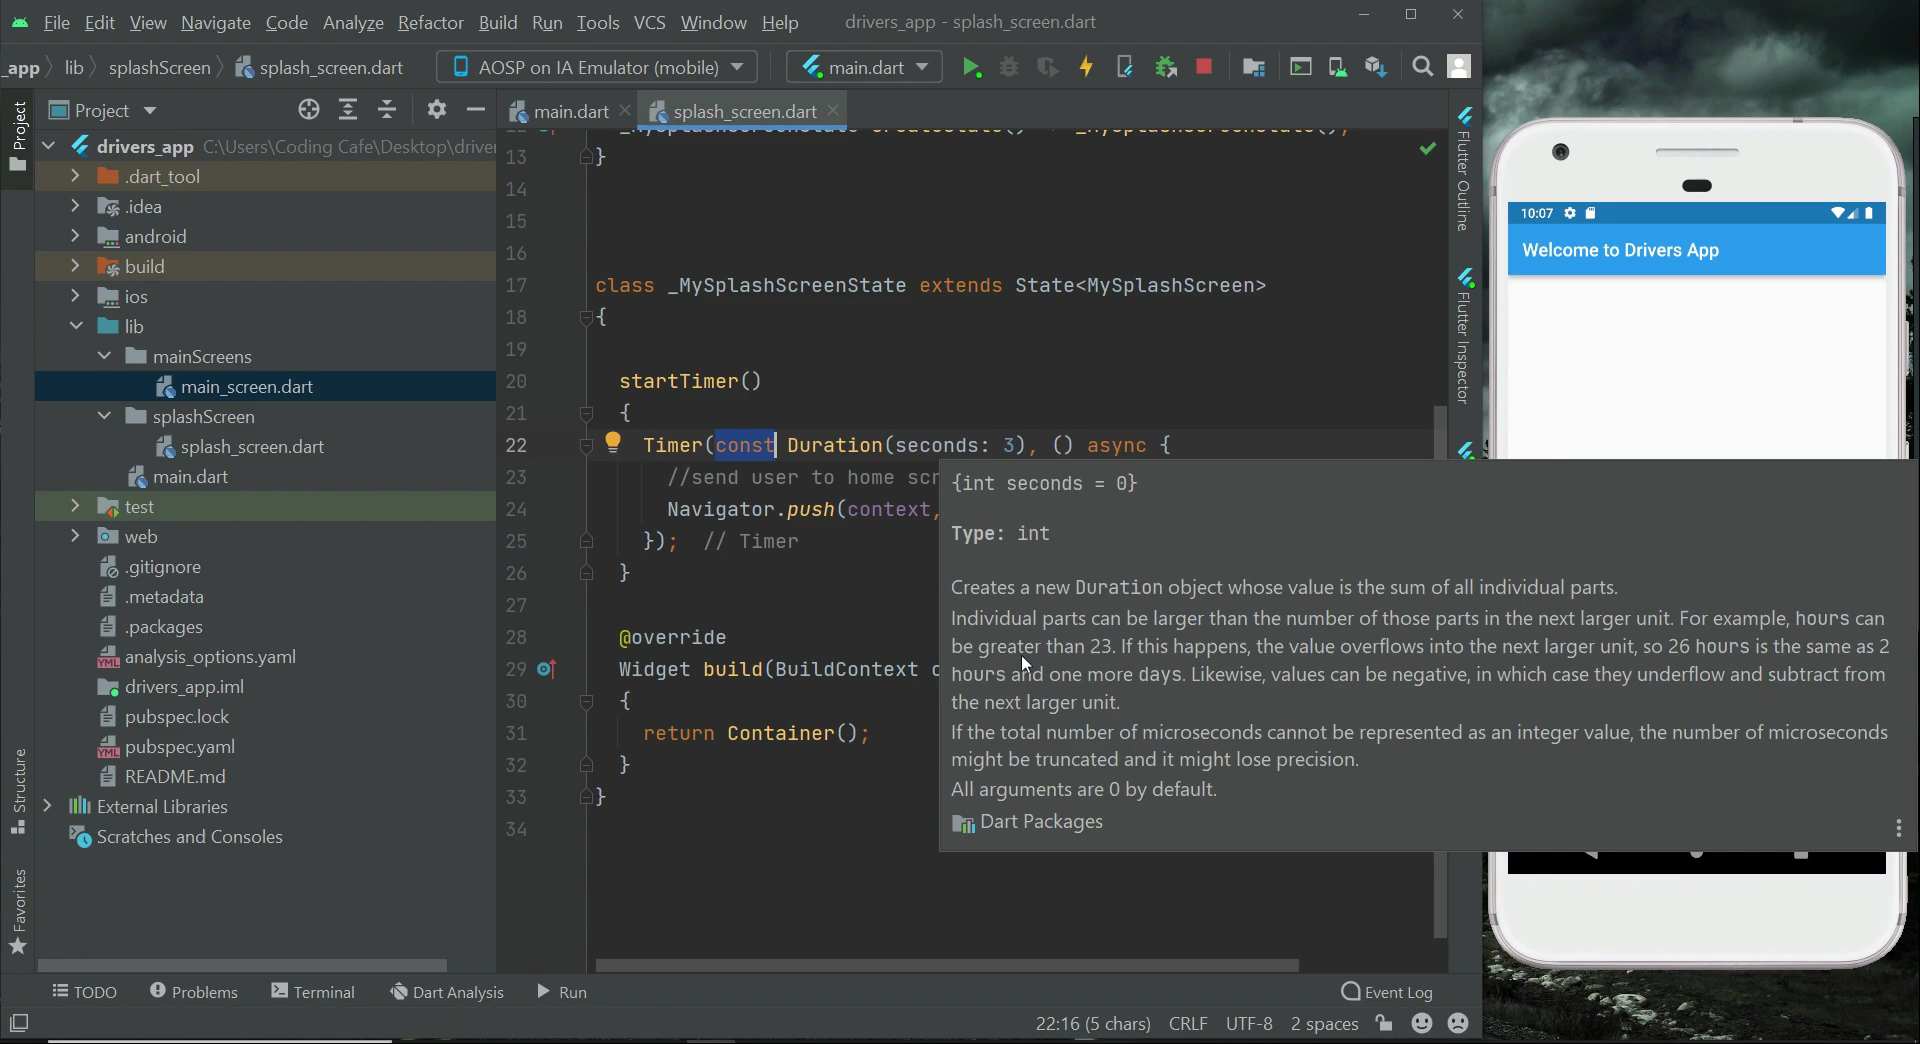 File Edit View Navigate Code Analyze Refactor Build Run Tools VCS Window Help drivers_app - splash_screen.dart
_app lib splashScreen splash_screen.dart AOSP on IA Emulator (mobile) main.dart
Project
Project
main.dart
splash_screen.dart
drivers_app C:\Users\Coding Cafe\Desktop\driver
.dart_tool
.idea
android
build
ios
lib
mainScreens
main_screen.dart
splashScreen
splash_screen.dart
main.dart
test
web
.gitignore
.metadata
.packages
analysis_options.yaml
drivers_app.iml
pubspec.lock
pubspec.yaml
README.md
External Libraries
Scratches and Consoles
Structure
Favorites
13 }
14
15
16
17 class _MySplashScreenState extends State<MySplashScreen>
18 {
19
20 startTimer()
21 {
22 Timer(const Duration(seconds: 3), () async {
23 //send user to home scr
24 Navigator.push(context,
25 }); // Timer
26 }
27
28 @override
29 Widget build(BuildContext
30 {
31 return Container();
32 }
33 }
34
{int seconds = 0}
Type: int
Creates a new Duration object whose value is the sum of all individual parts.
Individual parts can be larger than the number of those parts in the next larger unit. For example, hours can
be greater than 23. If this happens, the value overflows into the next larger unit, so 26 hours is the same as 2
hours and one more days. Likewise, values can be negative, in which case they underflow and subtract from
the next larger unit.
If the total number of microseconds cannot be represented as an integer value, the number of microseconds
might be truncated and it might lose precision.
All arguments are 0 by default.
Dart Packages
Flutter Outline
Flutter Inspector
10:07
Welcome to Drivers App
TODO Problems Terminal Dart Analysis Run Event Log
22:16 (5 chars) CRLF UTF-8 2 spaces